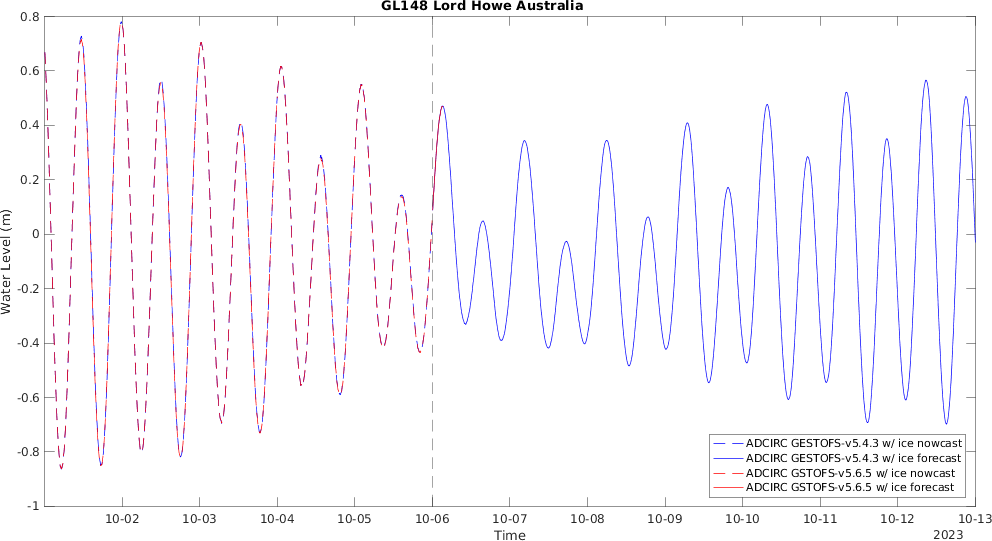 GL148 Lord Howe Australia
Water Level (m)
0.8
0.6
0.4
0.2
0
-0.2
-0.4
-0.6
-0.8
-1
10-02 10-03 10-04 10-05 10-06 10-07 10-08 10-09 10-10 10-11 10-12 10-13
Time
2023
ADCIRC GESTOFS-v5.4.3 w/ ice nowcast
ADCIRC GESTOFS-v5.4.3 w/ ice forecast
ADCIRC GSTOFS-v5.6.5 w/ ice nowcast
ADCIRC GSTOFS-v5.6.5 w/ ice forecast